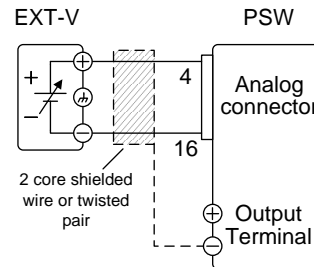 EXT-V
PSW
4
16
Analog
connector
2 core shielded
wire or twisted
pair
Output
Terminal